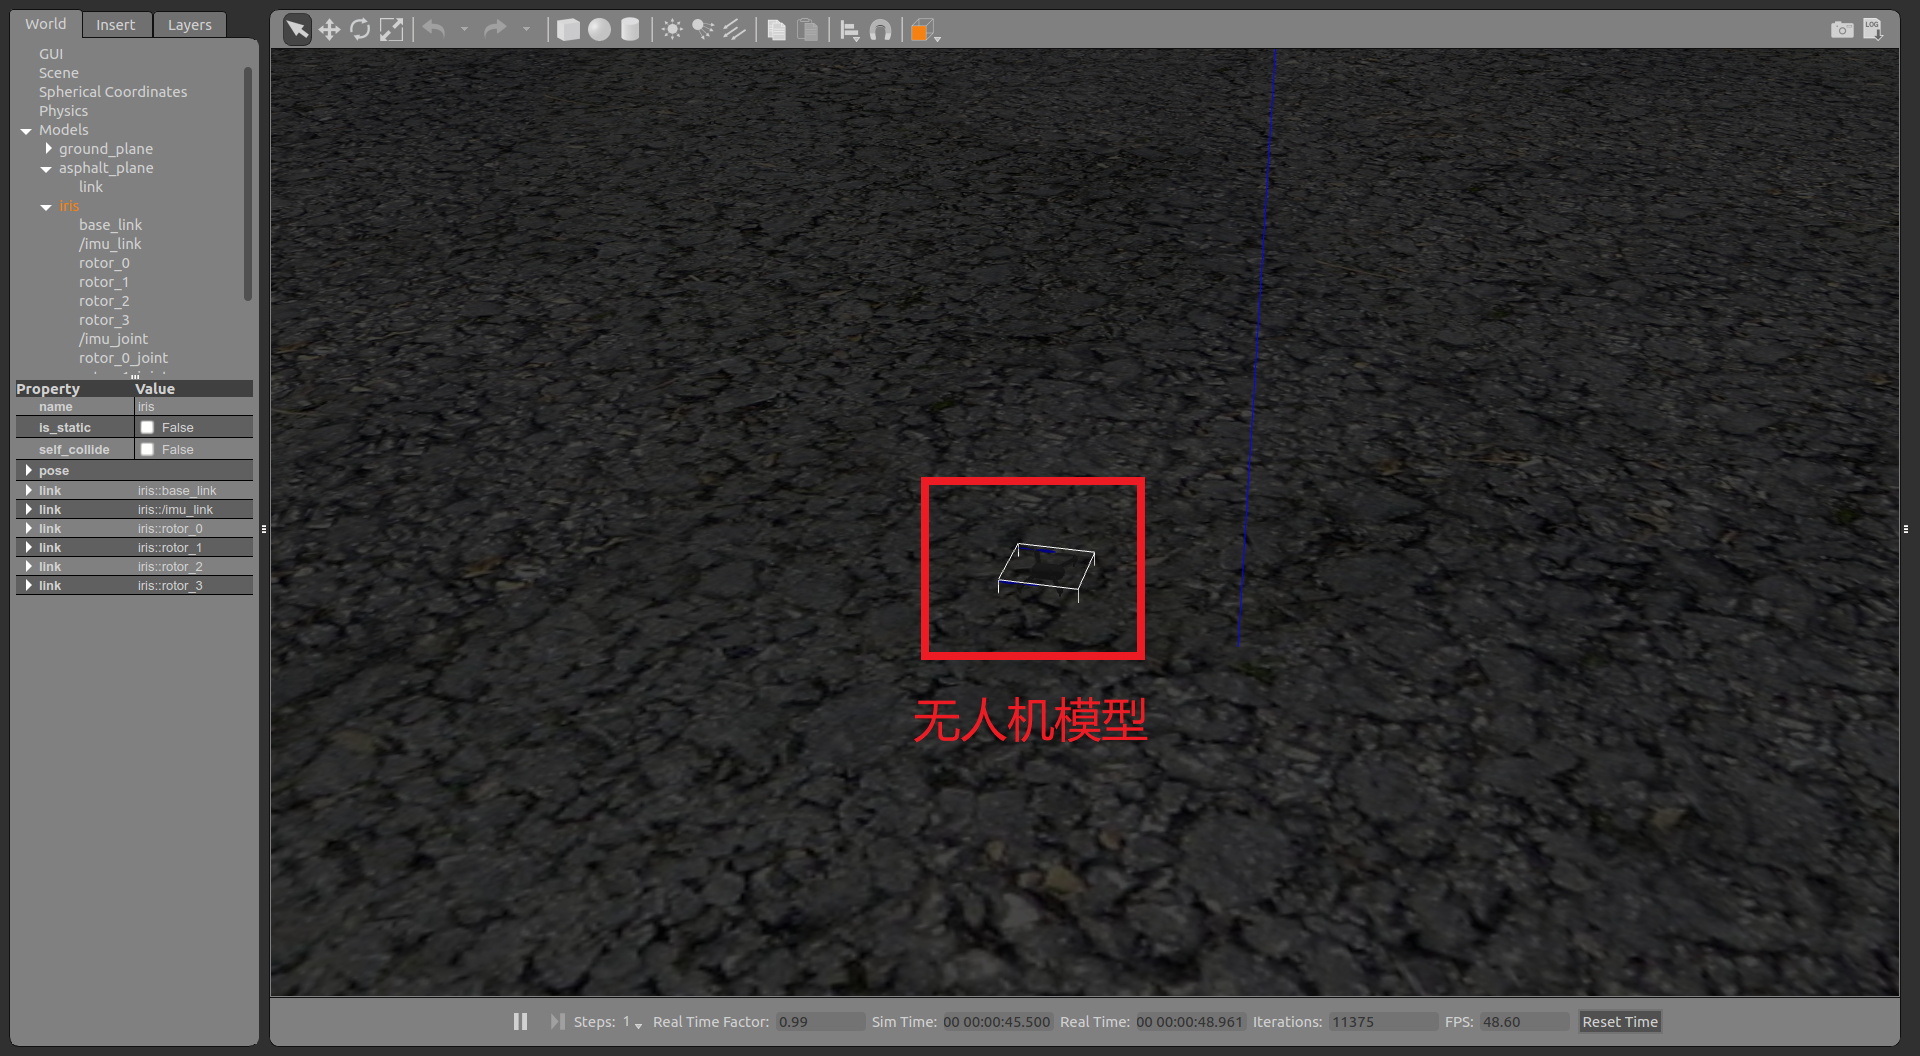 World
Insert
Layers
GUI
Scene
Spherical Coordinates
Physics
Models
ground_plane
asphalt_plane
link
iris
base_link
/imu_link
rotor_0
rotor_1
rotor_2
rotor_3
/imu_joint
rotor_0_joint
Property Value
name iris
is_static False
self_collide False
pose
link iris::base_link
link iris::/imu_link
link iris::rotor_0
link iris::rotor_1
link iris::rotor_2
link iris::rotor_3
LOG
无人机模型
Steps: 1 Real Time Factor: 0.99 Sim Time: 00 00:00:45.500 Real Time: 00 00:00:48.961 Iterations: 11375 FPS: 48.60 Reset Time